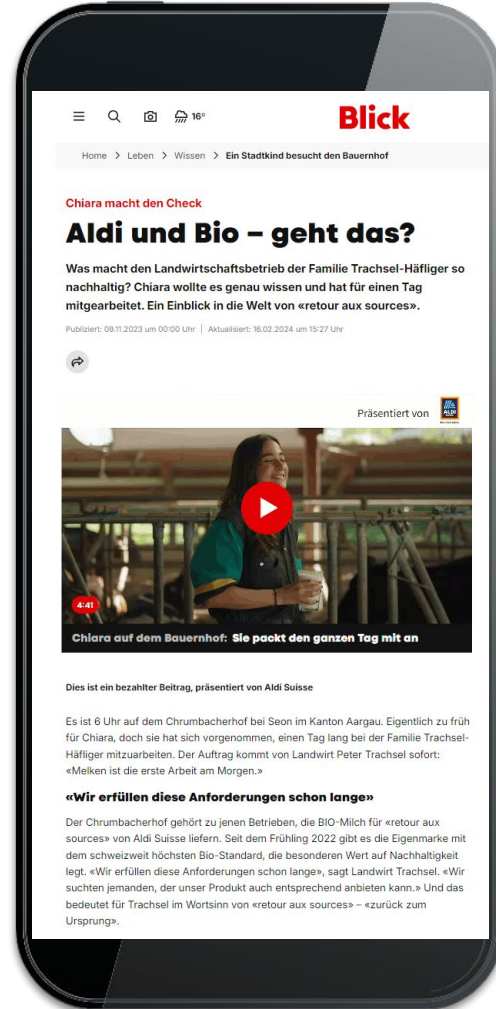 16°
Blick
Home > Leben > Wissen > Ein Stadtkind besucht den Bauernhof
Chiara macht den Check
Aldi und Bio – geht das?
Was macht den Landwirtschaftsbetrieb der Familie Trachsel-Häfliger so
nachhaltig? Chiara wollte es genau wissen und hat für einen Tag
mitgearbeitet. Ein Einblick in die Welt von «retour aux sources».
Publiziert: 09.11.2023 um 00:00 Uhr | Aktualisiert: 16.02.2024 um 15:27 Uhr
Präsentiert von
ALDI
4:41
Chiara auf dem Bauernhof: Sie packt den ganzen Tag mit an
Dies ist ein bezahlter Beitrag, präsentiert von Aldi Suisse
Es ist 6 Uhr auf dem Chrumbacherhof bei Seon im Kanton Aargau. Eigentlich zu früh
für Chiara, doch sie hat sich vorgenommen, einen Tag lang bei der Familie Trachsel-
Häfliger mitzuarbeiten. Der Auftrag kommt von Landwirt Peter Trachsel sofort:
«Melken ist die erste Arbeit am Morgen.»
«Wir erfüllen diese Anforderungen schon lange»
Der Chrumbacherhof gehört zu jenen Betrieben, die BIO-Milch für «retour aux
sources» von Aldi Suisse liefern. Seit dem Frühling 2022 gibt es die Eigenmarke mit
dem schweizweit höchsten Bio-Standard, die besonderen Wert auf Nachhaltigkeit
legt. «Wir erfüllen diese Anforderungen schon lange», sagt Landwirt Trachsel. «Wir
suchten jemanden, der unser Produkt auch entsprechend anbieten kann.» Und das
bedeutet für Trachsel im Wortsinn von «retour aux sources» – «zurück zum
Ursprung».